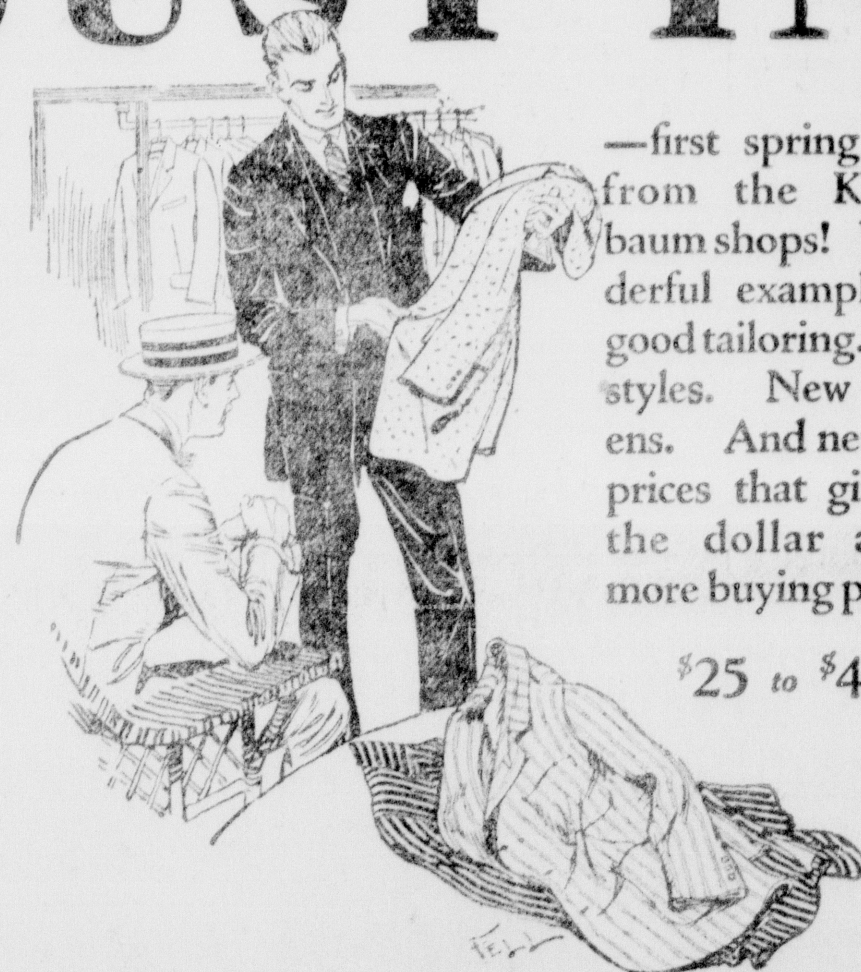 —first spring
from the K
baum shops!
derful exampl
good tailoring.
styles. New
ens. And ne
prices that gi
the dollar a
more buying p
$25 to $4
FELL